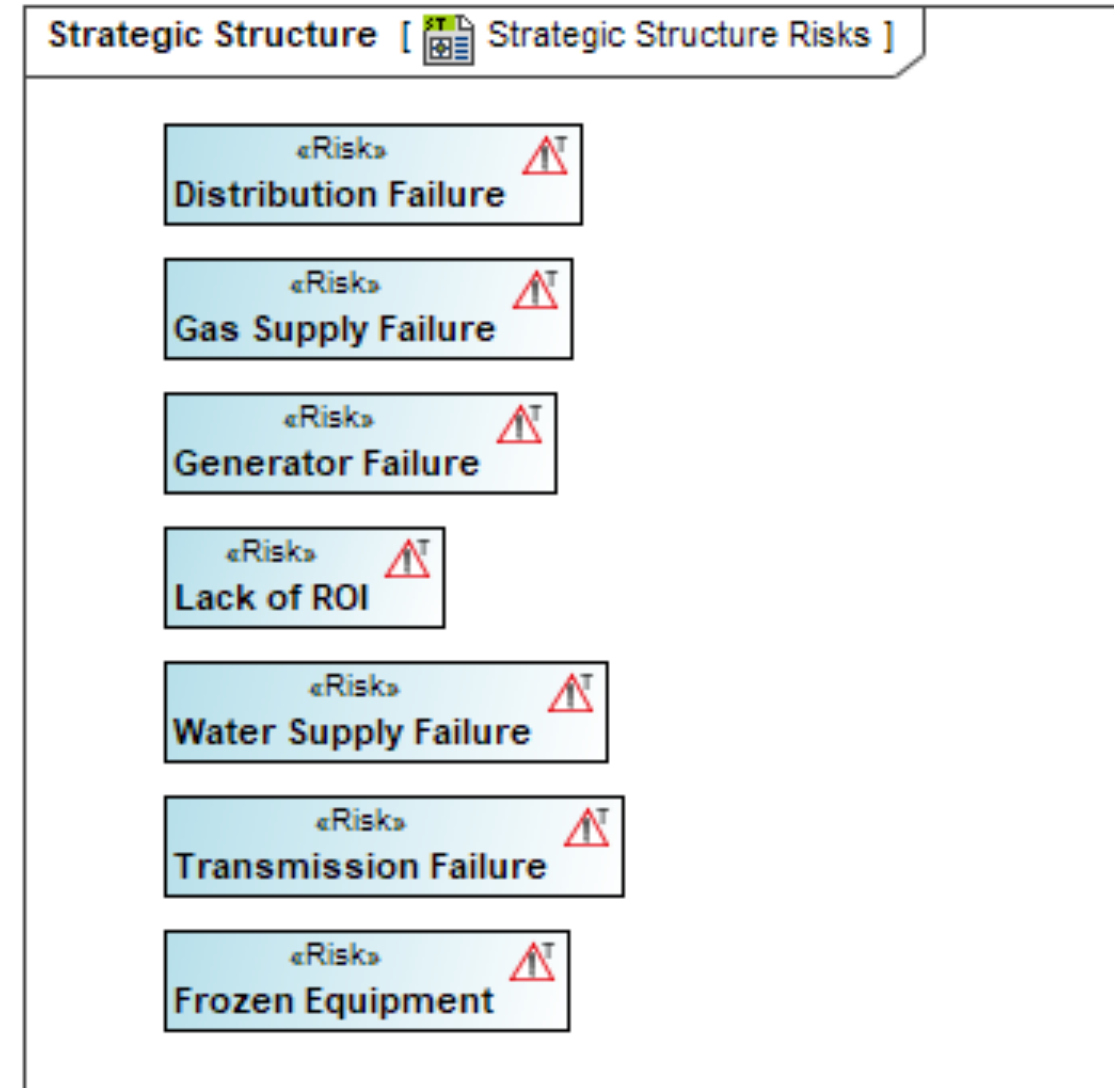 Strategic Structure [ ST Strategic Structure Risks ]
«Risk» T
Distribution Failure
«Risk» T
Gas Supply Failure
«Risk» T
Generator Failure
«Risk» T
Lack of ROI
«Risk» T
Water Supply Failure
«Risk» T
Transmission Failure
«Risk» T
Frozen Equipment